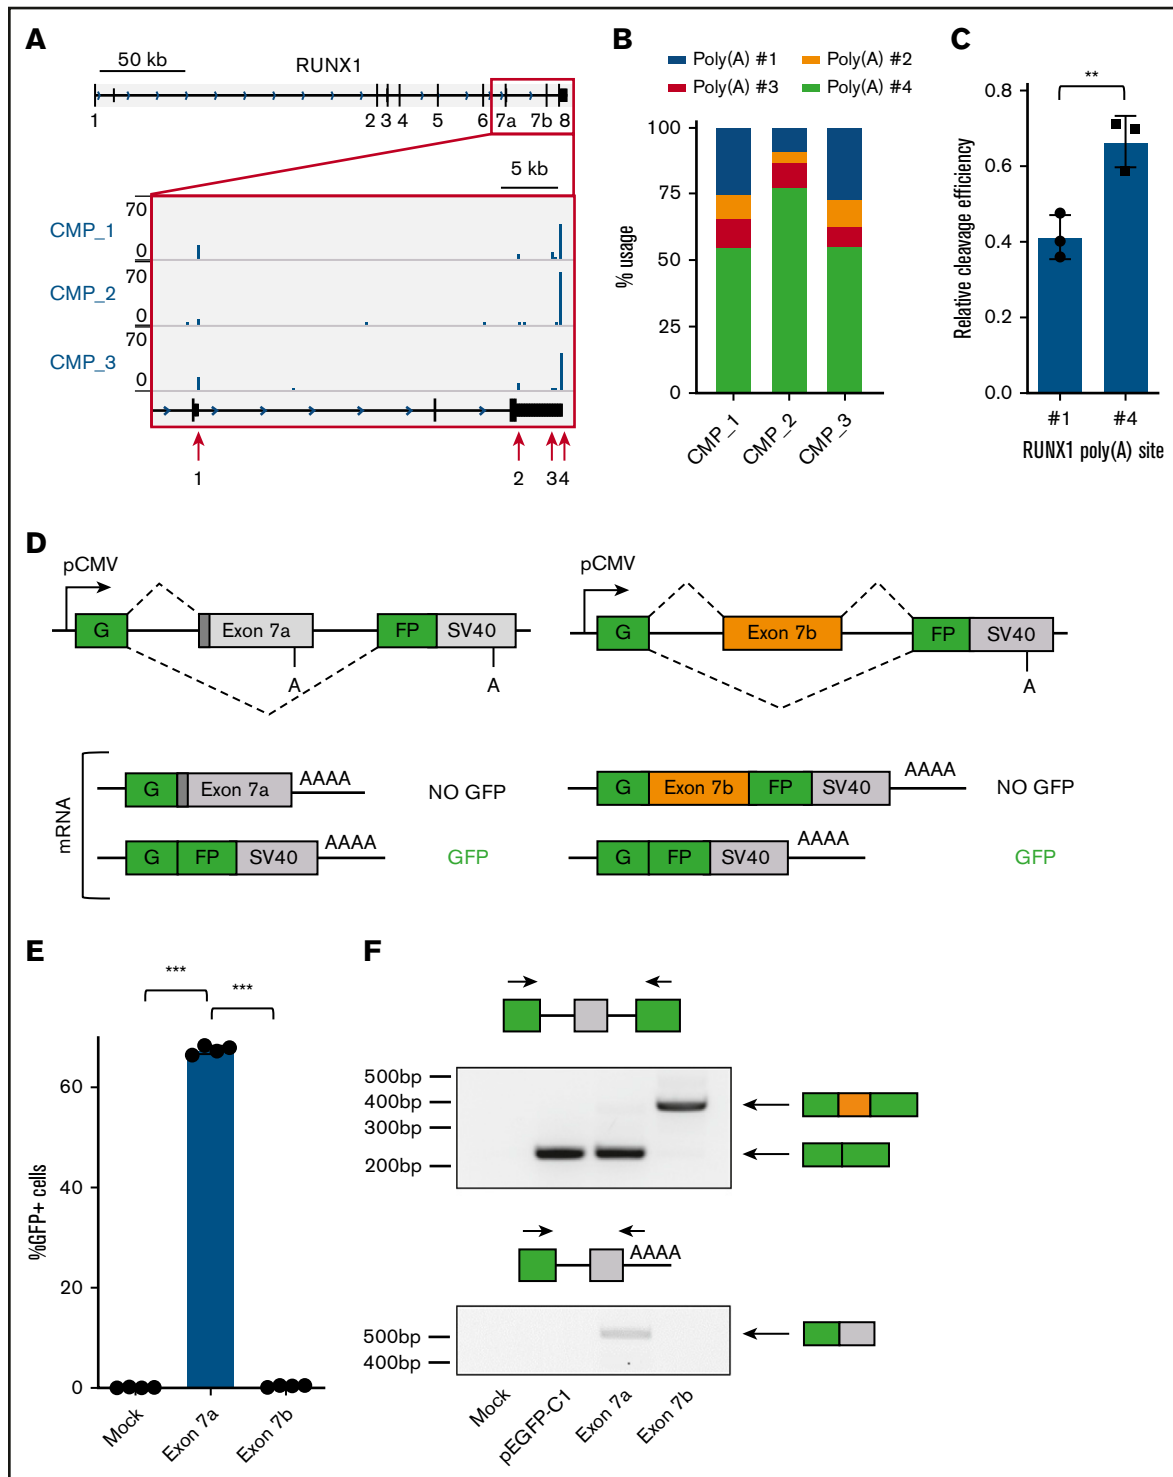 A
50 kb
RUNX1
1
2
3
4
5
6
7a
7b
8
5 kb
CMP_1
70
0
CMP_2
70
0
CMP_3
70
0
1
2
3
4
B
Poly(A) #1
Poly(A) #2
Poly(A) #3
Poly(A) #4
% usage
100
75
50
25
0
CMP_1
CMP_2
CMP_3
C
**
Relative cleavage efficiency
0.8
0.6
0.4
0.2
0.0
#1
#4
RUNX1 poly(A) site
D
pCMV
G
Exon 7a
FP
SV40
A
A
pCMV
G
Exon 7b
FP
SV40
A
mRNA
G
Exon 7a
AAAA
NO GFP
G
FP
SV40
AAAA
GFP
G
Exon 7b
FP
SV40
AAAA
NO GFP
G
FP
SV40
AAAA
GFP
E
***
***
%GFP+ cells
60
40
20
0
Mock
Exon 7a
Exon 7b
F
500bp
400bp
300bp
200bp
AAAA
500bp
400bp
Mock
pEGFP-C1
Exon 7a
Exon 7b